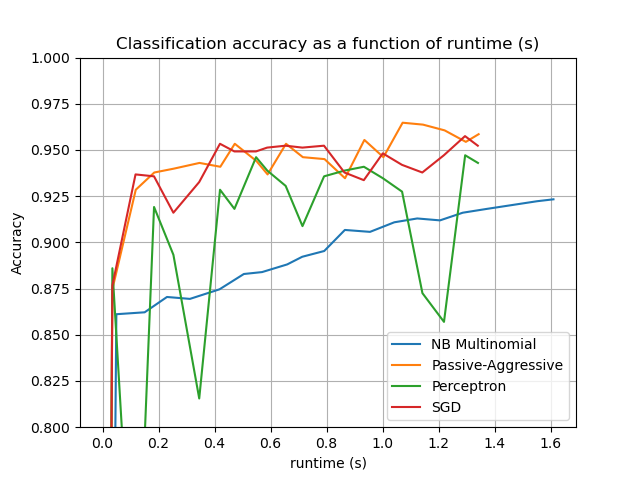 Classification accuracy as a function of runtime (s)
1.000
0.975
0.950
0.925
0.900
0.875
0.850
0.825
0.800
Accuracy
NB Multinomial
Passive-Aggressive
Perceptron
SGD
0.0 0.2 0.4 0.6 0.8 1.0 1.2 1.4 1.6
runtime (s)